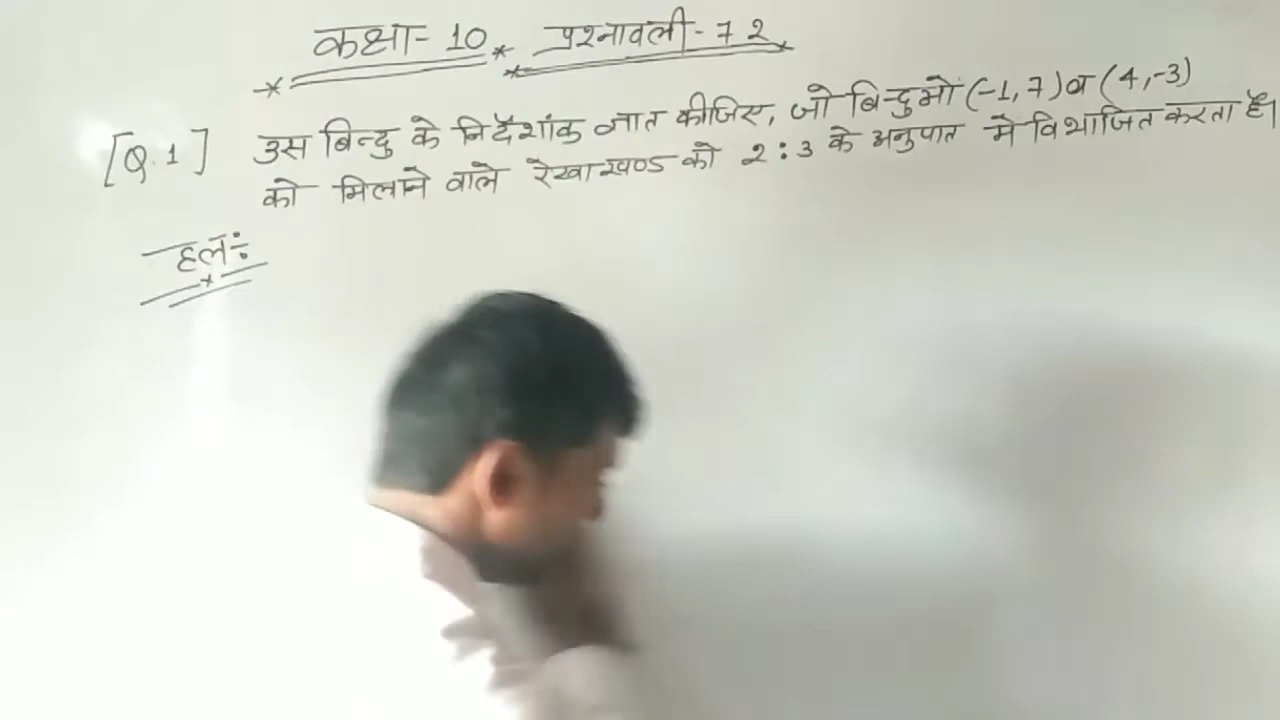 कक्षा- 10 * प्रश्नावली- 7 2
[Q.1] उस बिन्दु के निर्देशांक ज्ञात कीजिए, जो बिन्दुओं (-1,7) व (4,-3)
को मिलाने वाले रेखाखण्ड को 2:3 के अनुपात मे विभाजित करता है।
हल÷